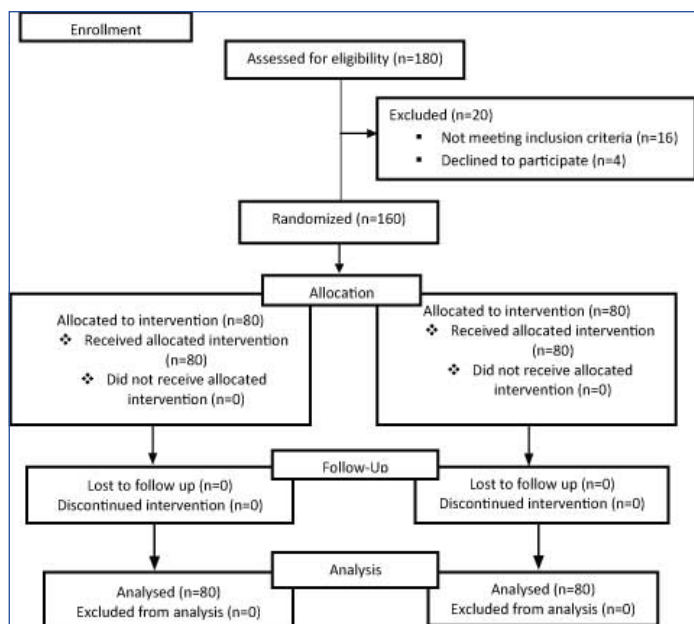 Enrollment
Assessed for eligibility (n=180)
Excluded (n=20)
▪ Not meeting inclusion criteria (n=16)
▪ Declined to participate (n=4)
Randomized (n=160)
Allocation
Allocated to intervention (n=80)
❖ Received allocated intervention
(n=80)
❖ Did not receive allocated
intervention (n=0)
Allocated to intervention (n=80)
❖ Received allocated intervention
(n=80)
❖ Did not receive allocated
intervention (n=0)
Follow-Up
Lost to follow up (n=0)
Discontinued intervention (n=0)
Lost to follow up (n=0)
Discontinued intervention (n=0)
Analysis
Analysed (n=80)
Excluded from analysis (n=0)
Analysed (n=80)
Excluded from analysis (n=0)